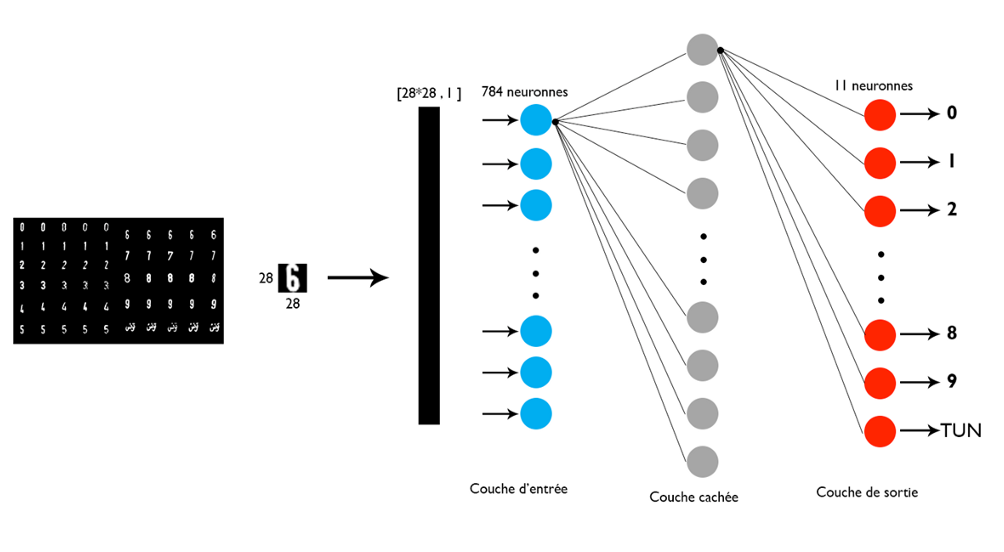 0 0 0 0 0 6 6 6 6 6
1 1 1 1 1 7 7 7 7 7
2 2 2 2 2 8 8 8 8 8
3 3 3 3 3 9 9 9 9 9
4 4 4 4 4
5 5 5 5 5
28
6
28
[28*28 , 1 ]
784 neuronnes
11 neuronnes
0
1
2
8
9
TUN
Couche d'entrée
Couche cachée
Couche de sortie